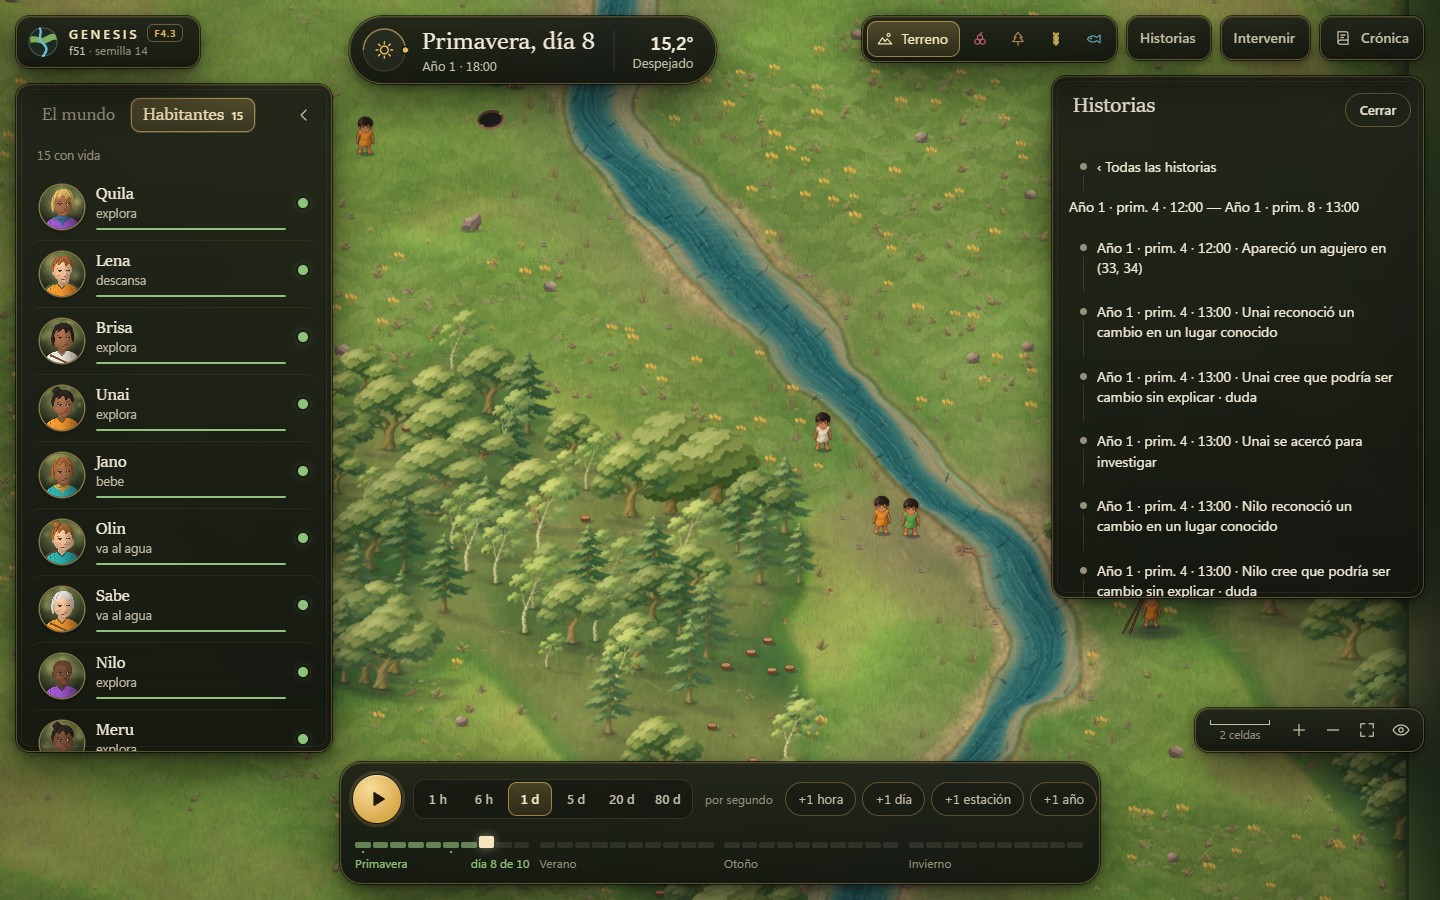 GENESIS F4.3
f51 · semilla 14
Primavera, día 8
Año 1 · 18:00
15,2°
Despejado
Terreno
Historias
Intervenir
Crónica
El mundo
Habitantes 15
15 con vida
Quila
explora
Lena
descansa
Brisa
explora
Unai
explora
Jano
bebe
Olin
va al agua
Sabe
va al agua
Nilo
explora
Meru
explora
Historias
Cerrar
‹ Todas las historias
Año 1 · prim. 4 · 12:00 — Año 1 · prim. 8 · 13:00
Año 1 · prim. 4 · 12:00 · Apareció un agujero en
(33, 34)
Año 1 · prim. 4 · 13:00 · Unai reconoció un
cambio en un lugar conocido
Año 1 · prim. 4 · 13:00 · Unai cree que podría ser
cambio sin explicar · duda
Año 1 · prim. 4 · 13:00 · Unai se acercó para
investigar
Año 1 · prim. 4 · 13:00 · Nilo reconoció un
cambio en un lugar conocido
Año 1 · prim. 4 · 13:00 · Nilo cree que podría ser
cambio sin explicar · duda
2 celdas
1 h 6 h 1 d 5 d 20 d 80 d por segundo +1 hora +1 día +1 estación +1 año
Primavera día 8 de 10 Verano Otoño Invierno